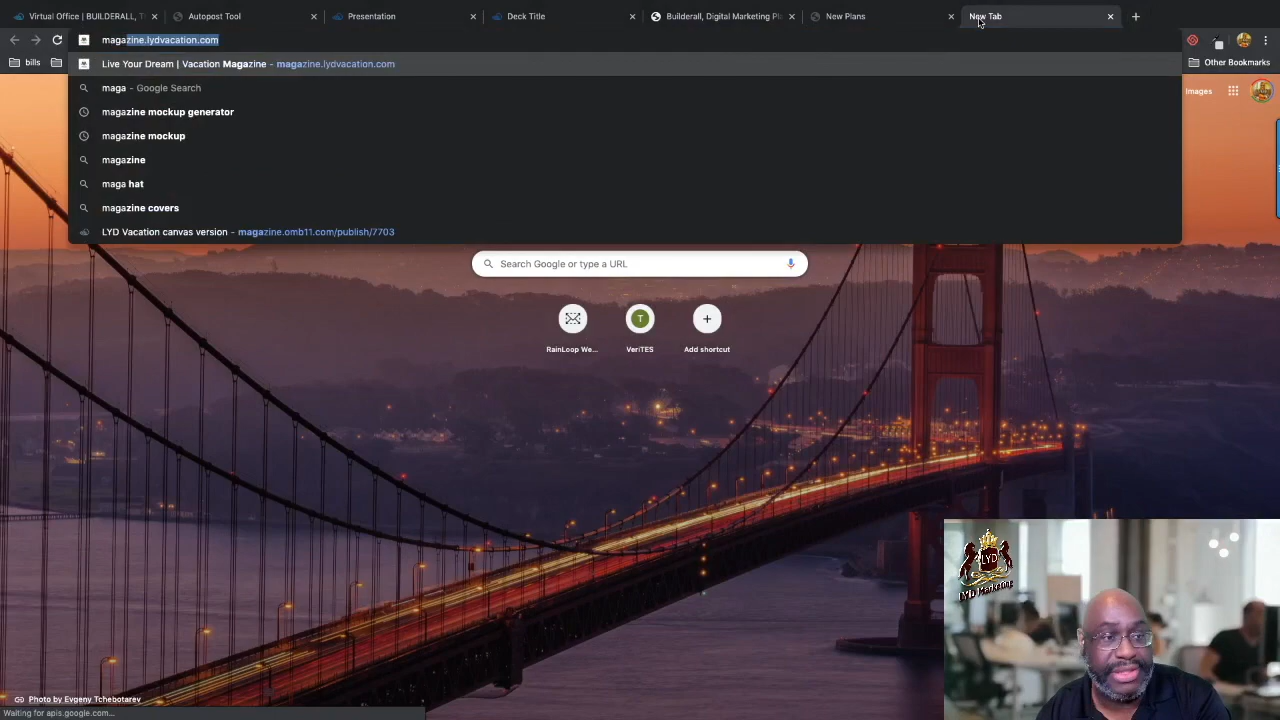 Virtual Office | BUILDERALL, T
Autopost Tool
Presentation
Deck Title
Builderall, Digital Marketing Pl
New Plans
New Tab
magazine.lydvacation.com
bills
Other Bookmarks
Live Your Dream | Vacation Magazine - magazine.lydvacation.com
maga - Google Search
magazine mockup generator
magazine mockup
magazine
maga hat
magazine covers
LYD Vacation canvas version - magazine.omb11.com/publish/7703
Images
Search Google or type a URL
T
RainLoop We...
VeriTES
Add shortcut
LYD
LYD Marketing
Photo by Evgeny Tchebotarev
Waiting for apis.google.com...